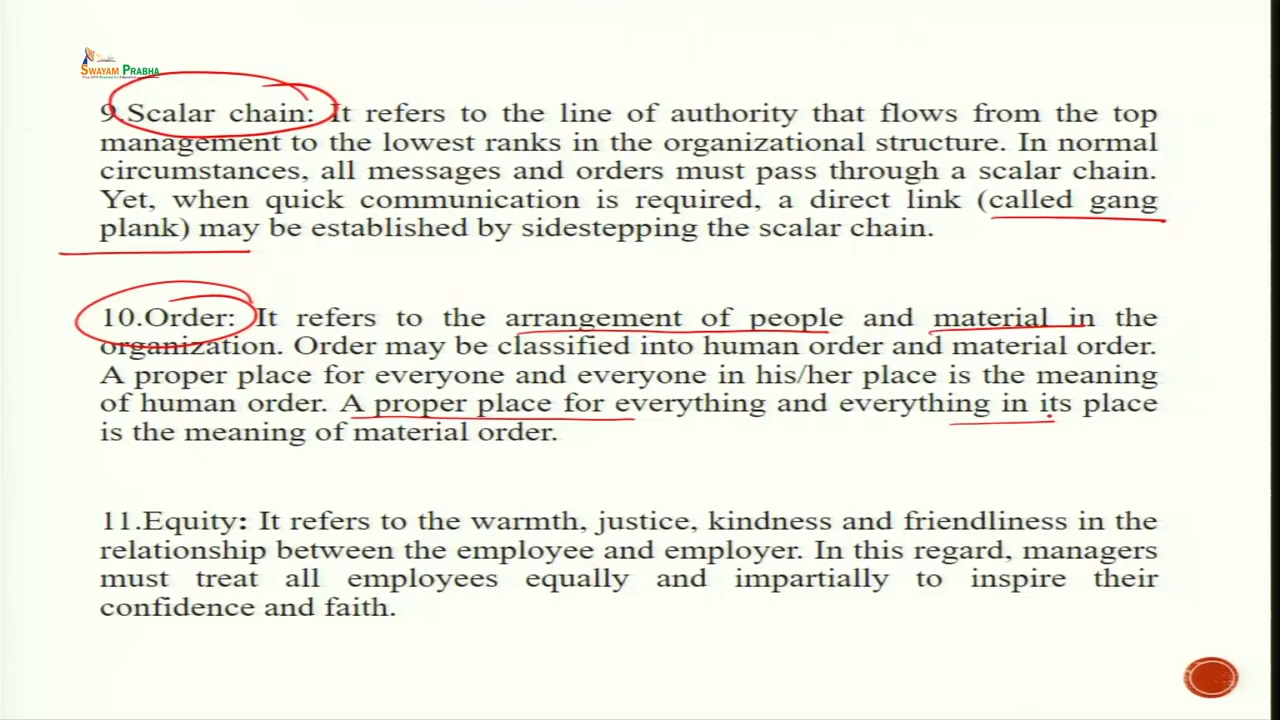 SWAYAM PRABHA
9.Scalar chain: It refers to the line of authority that flows from the top
management to the lowest ranks in the organizational structure. In normal
circumstances, all messages and orders must pass through a scalar chain.
Yet, when quick communication is required, a direct link (called gang
plank) may be established by sidestepping the scalar chain.
10.Order: It refers to the arrangement of people and material in the
organization. Order may be classified into human order and material order.
A proper place for everyone and everyone in his/her place is the meaning
of human order. A proper place for everything and everything in its place
is the meaning of material order.
11.Equity: It refers to the warmth, justice, kindness and friendliness in the
relationship between the employee and employer. In this regard, managers
must treat all employees equally and impartially to inspire their
confidence and faith.